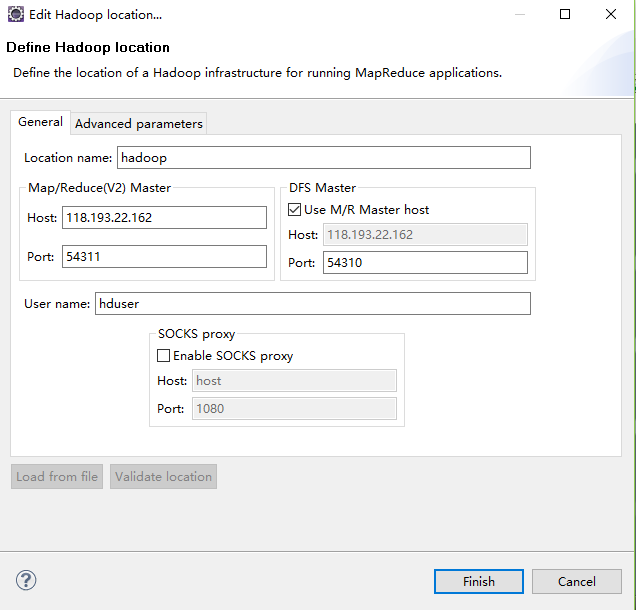 Edit Hadoop location...
Define Hadoop location
Define the location of a Hadoop infrastructure for running MapReduce applications.
General
Advanced parameters
Location name: hadoop
Map/Reduce(V2) Master
Host: 118.193.22.162
Port: 54311
DFS Master
Use M/R Master host
Host: 118.193.22.162
Port: 54310
User name: hduser
SOCKS proxy
Enable SOCKS proxy
Host: host
Port: 1080
Load from file
Validate location
?
Finish
Cancel